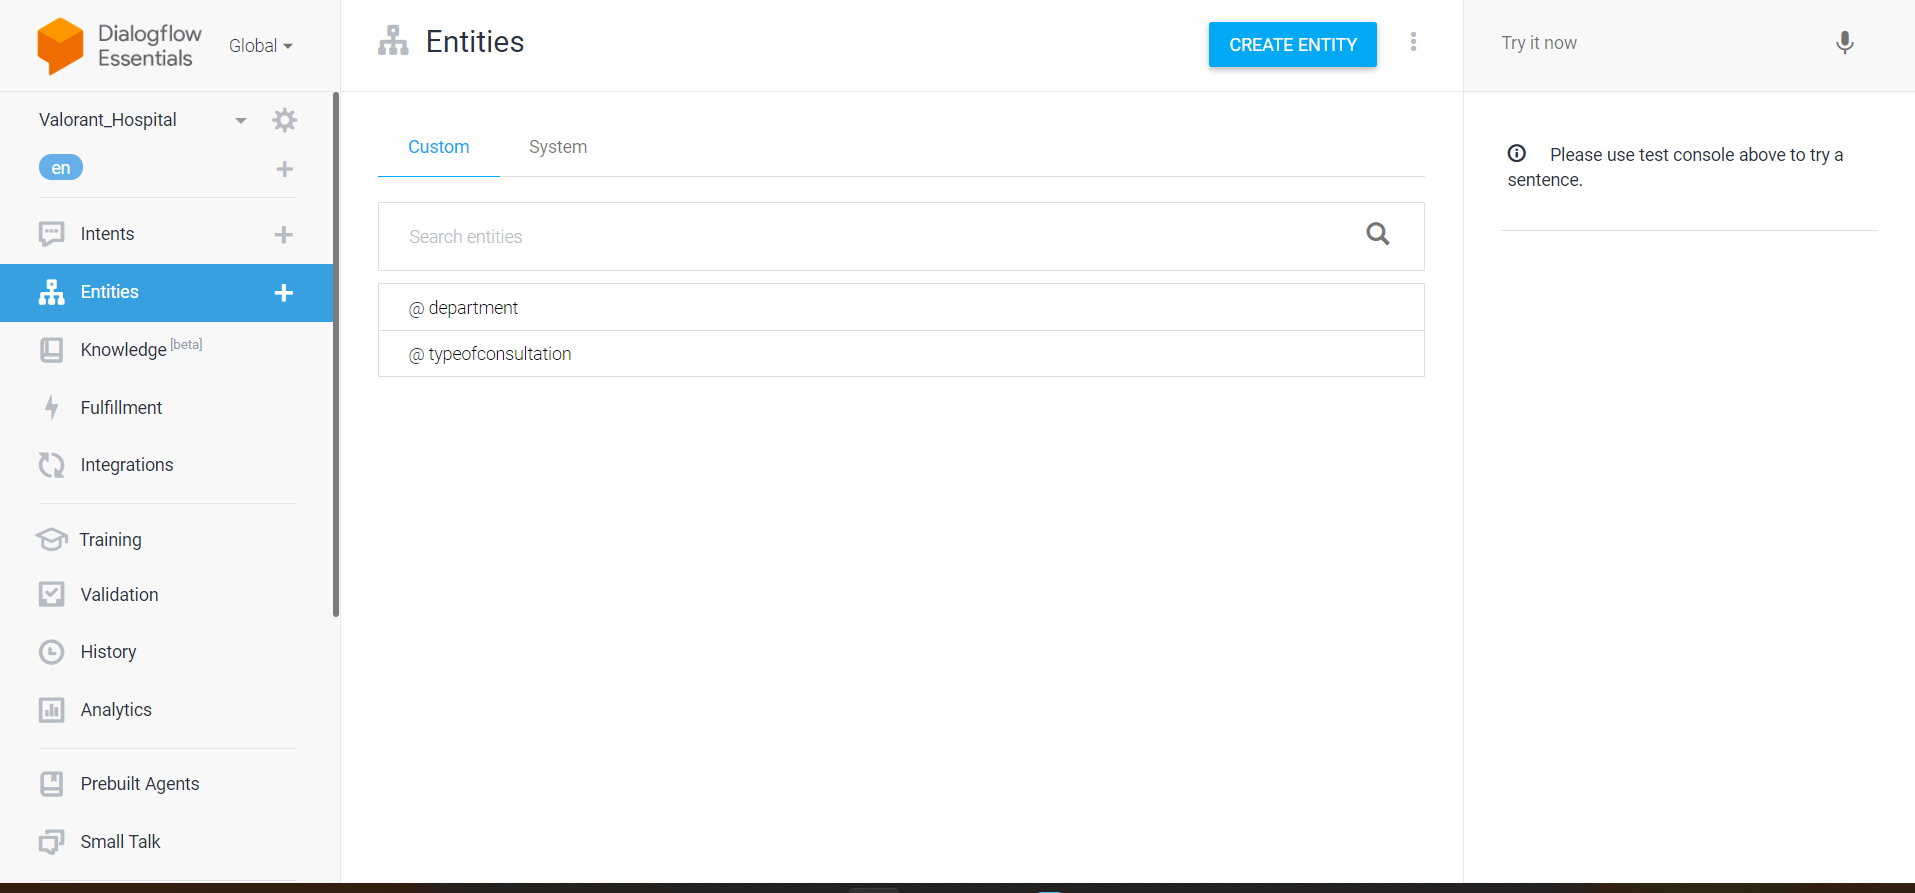 Dialogflow
Essentials
Global
Valorant_Hospital
en
Intents
Entities
Knowledge [beta]
Fulfillment
Integrations
Training
Validation
History
Analytics
Prebuilt Agents
Small Talk
Entities
CREATE ENTITY
Custom
System
Search entities
@ department
@ typeofconsultation
Try it now
Please use test console above to try a
sentence.